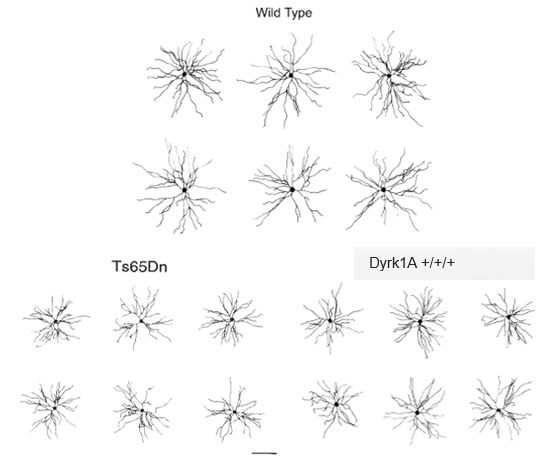 Wild Type
Ts65Dn
Dyrk1A +/+/+